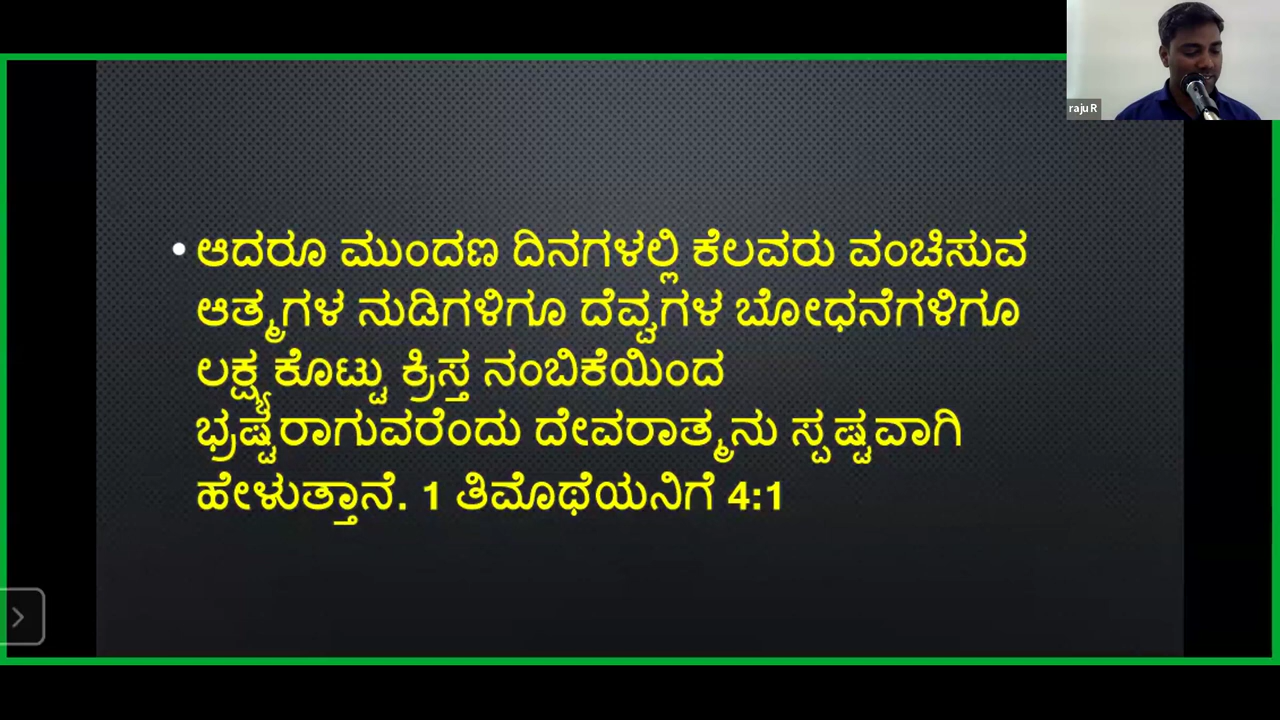 raju R
• ಆದರೂ ಮುಂದಣ ದಿನಗಳಲ್ಲಿ ಕೆಲವರು ವಂಚಿಸುವ
ಆತ್ಮಗಳ ನುಡಿಗಳಿಗೂ ದೆವ್ವಗಳ ಬೋಧನೆಗಳಿಗೂ
ಲಕ್ಷ್ಯಕೊಟ್ಟು ಕ್ರಿಸ್ತ ನಂಬಿಕೆಯಿಂದ
ಭ್ರಷ್ಟರಾಗುವರೆಂದು ದೇವರಾತ್ಮನು ಸ್ಪಷ್ಟವಾಗಿ
ಹೇಳುತ್ತಾನೆ. 1 ತಿಮೊಥೆಯನಿಗೆ 4:1